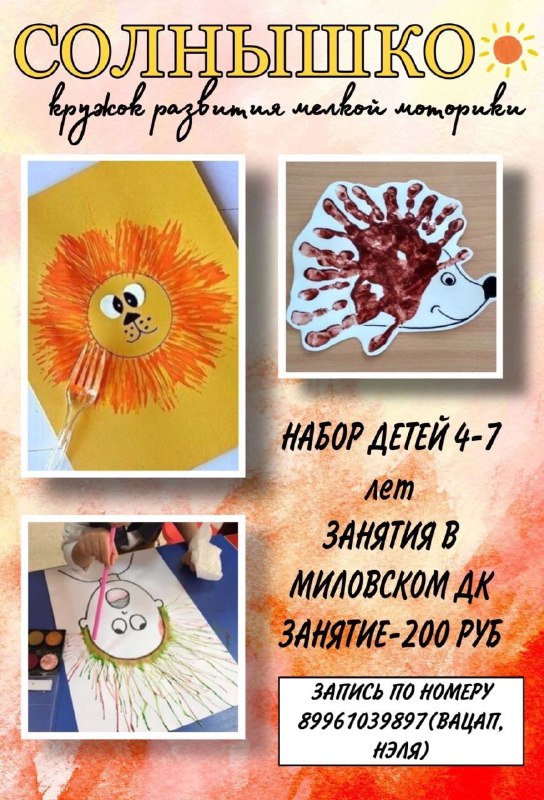 СОЛНЫШКО
кружок развития мелкой моторики
НАБОР ДЕТЕЙ 4-7
лет
ЗАНЯТИЯ В
МИЛОВСКОМ ДК
ЗАНЯТИЕ-200 РУБ
ЗАПИСЬ ПО НОМЕРУ
89961039897(ВАЦАП,
НЭЛЯ)